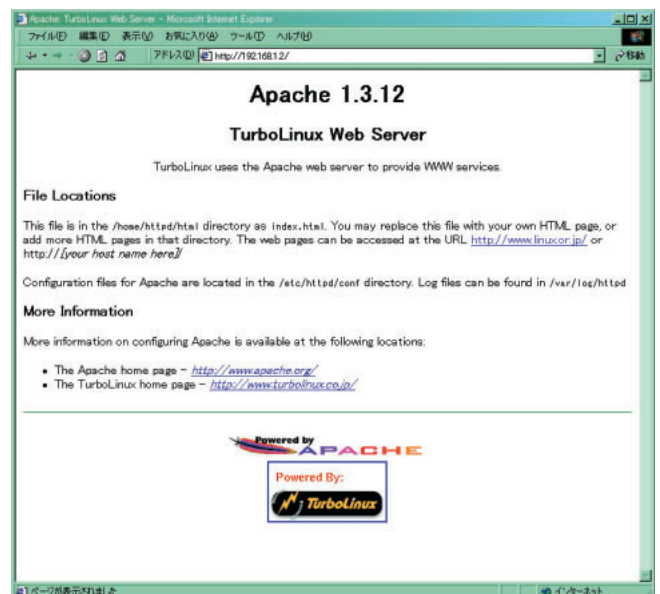 Apache: TurboLinux Web Server - Microsoft Internet Explorer
ファイル(F) 編集(E) 表示(V) お気に入り(A) ツール(T) ヘルプ(H)
アドレス(D) http://192.168.1.2/ 移動
Apache 1.3.12
TurboLinux Web Server
TurboLinux uses the Apache web server to provide WWW services.
File Locations
This file is in the /home/httpd/html directory as index.html. You may replace this file with your own HTML page, or
add more HTML pages in that directory. The web pages can be accessed at the URL http://www.linux.or.jp/ or
http://[your host name here]/
Configuration files for Apache are located in the /etc/httpd/conf directory. Log files can be found in /var/log/httpd
More Information
More information on configuring Apache is available at the following locations:
• The Apache home page - http://www.apache.org/
• The TurboLinux home page - http://www.turbolinux.co.jp/
Powered by
APACHE
Powered By:
TurboLinux
ページが表示されました インターネット